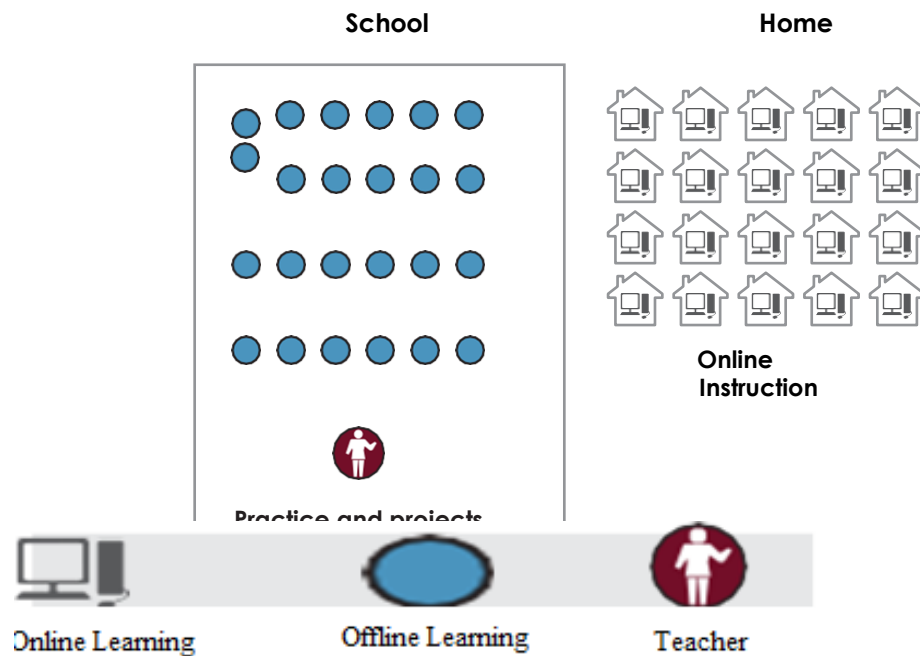 School
Home
Online
Instruction
Practice and projects
Online Learning
Offline Learning
Teacher